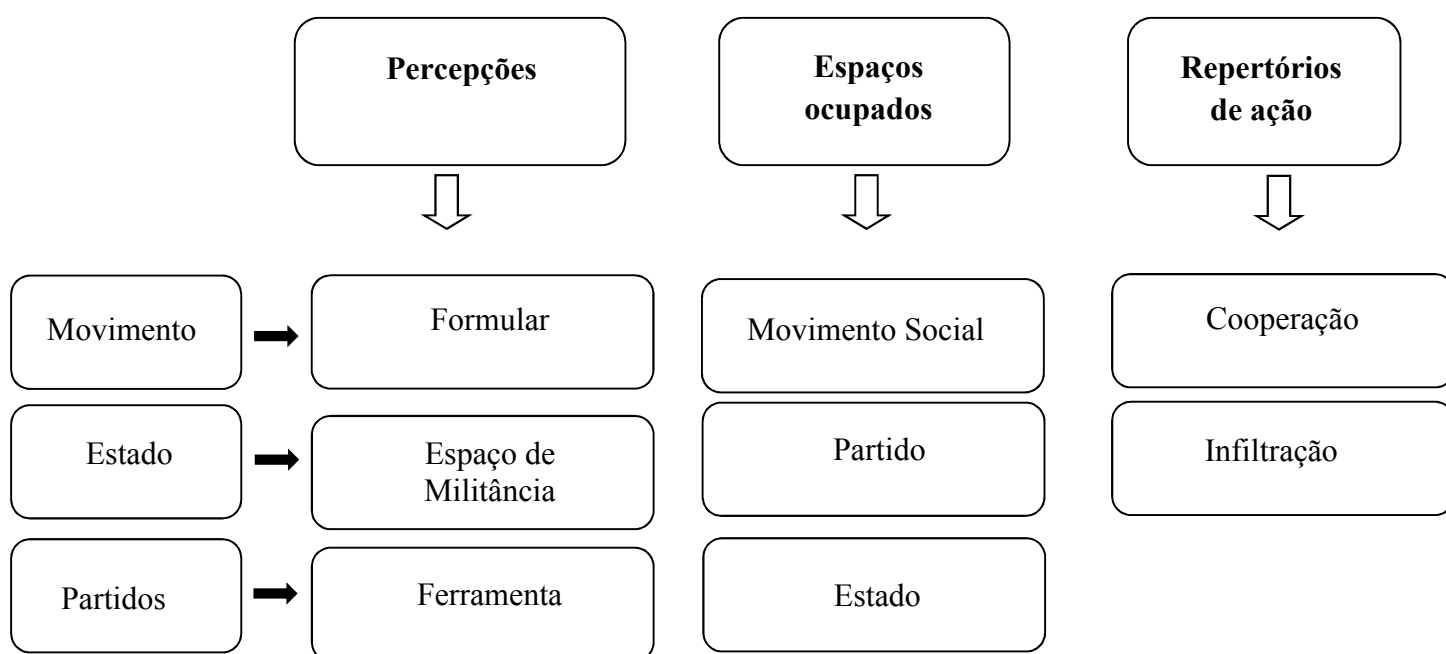 Percepções
Espaços
ocupados
Repertórios
de ação
Movimento
Formular
Movimento Social
Cooperação
Estado
Espaço de
Militância
Partido
Infiltração
Partidos
Ferramenta
Estado